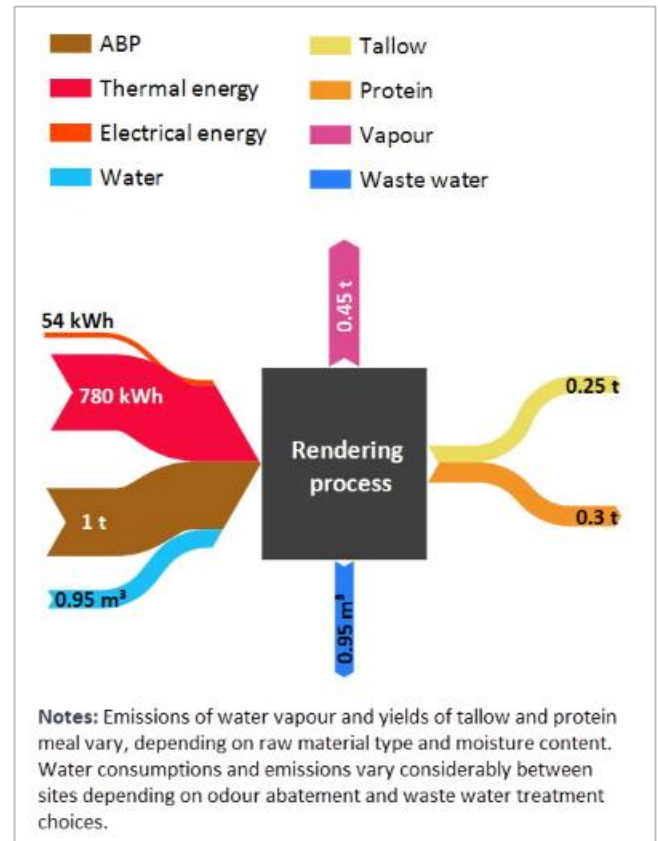 ABP
Thermal energy
Electrical energy
Water
Tallow
Protein
Vapour
Waste water
0.45 t
54 kWh
780 kWh
1 t
0.95 m³
Rendering
process
0.25 t
0.3 t
0.95 m³
Notes: Emissions of water vapour and yields of tallow and protein
meal vary, depending on raw material type and moisture content.
Water consumptions and emissions vary considerably between
sites depending on odour abatement and waste water treatment
choices.